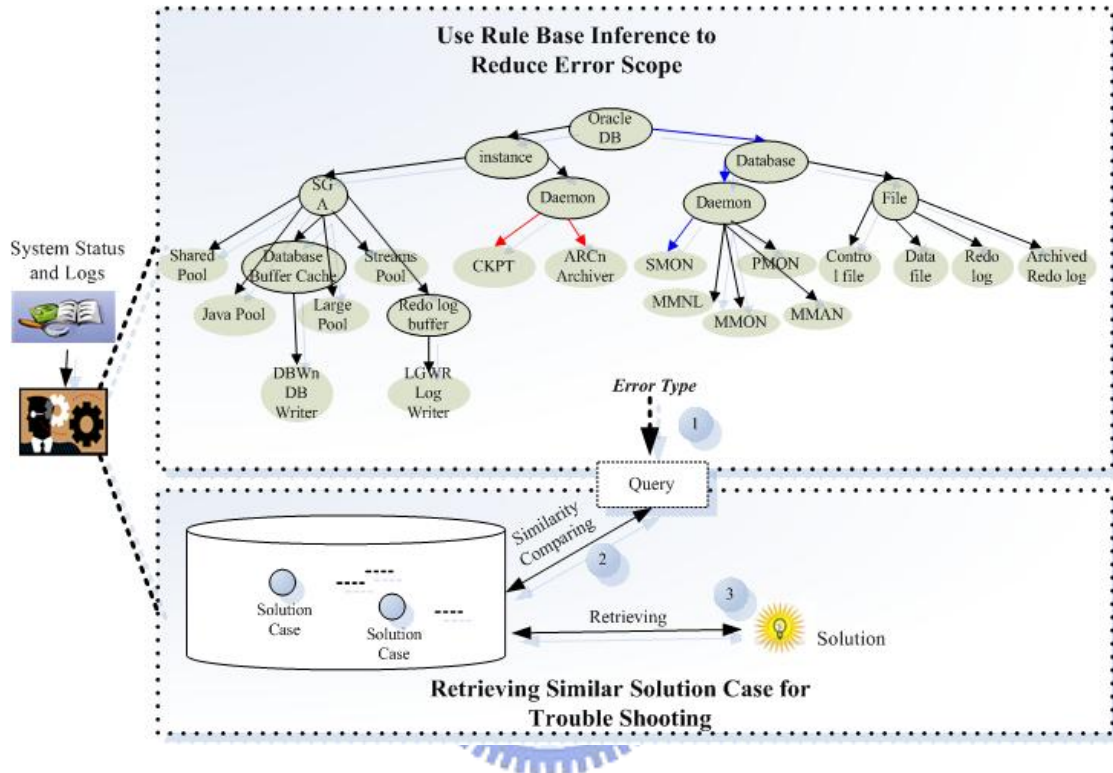 Use Rule Base Inference to
Reduce Error Scope
Oracle
DB
instance
Database
SG
A
Daemon
Daemon
File
System Status
and Logs
Shared
Pool
Database
Buffer Cache
Streams
Pool
CKPT
ARCn
Archiver
SMON
PMON
Contro
l file
Data
file
Redo
log
Archived
Redo log
Java Pool
Large
Pool
Redo log
buffer
MMNL
MMON
MMAN
DBWn
DB
Writer
LGWR
Log
Writer
Error Type
1
Query
Similarity
Comparing
2
Solution
Case
Solution
Case
Retrieving
3
Solution
Retrieving Similar Solution Case for
Trouble Shooting